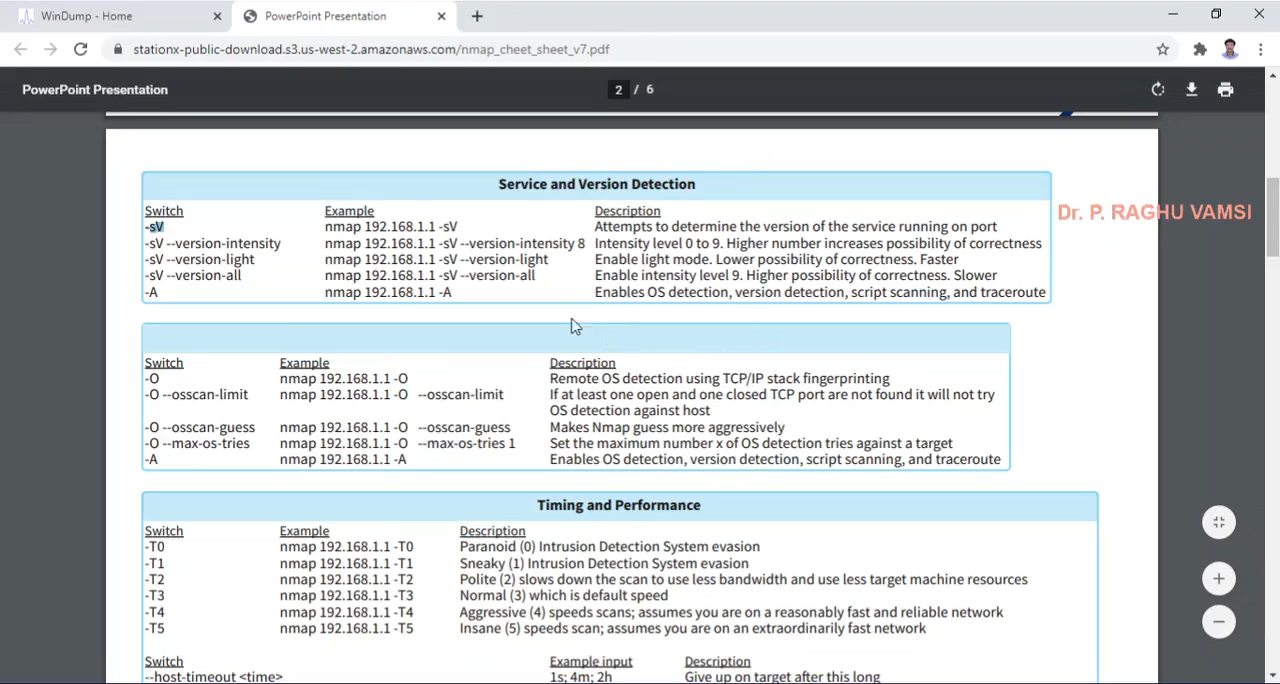 WinDump - Home
PowerPoint Presentation
stationx-public-download.s3.us-west-2.amazonaws.com/nmap_cheet_sheet_v7.pdf
PowerPoint Presentation
2 / 6
Service and Version Detection
Dr. P. RAGHU VAMSI
Switch Example Description
-sV nmap 192.168.1.1 -sV Attempts to determine the version of the service running on port
-sV --version-intensity nmap 192.168.1.1 -sV --version-intensity 8 Intensity level 0 to 9. Higher number increases possibility of correctness
-sV --version-light nmap 192.168.1.1 -sV --version-light Enable light mode. Lower possibility of correctness. Faster
-sV --version-all nmap 192.168.1.1 -sV --version-all Enable intensity level 9. Higher possibility of correctness. Slower
-A nmap 192.168.1.1 -A Enables OS detection, version detection, script scanning, and traceroute
Switch Example Description
-O nmap 192.168.1.1 -O Remote OS detection using TCP/IP stack fingerprinting
-O --osscan-limit nmap 192.168.1.1 -O --osscan-limit If at least one open and one closed TCP port are not found it will not try
OS detection against host
-O --osscan-guess nmap 192.168.1.1 -O --osscan-guess Makes Nmap guess more aggressively
-O --max-os-tries nmap 192.168.1.1 -O --max-os-tries 1 Set the maximum number x of OS detection tries against a target
-A nmap 192.168.1.1 -A Enables OS detection, version detection, script scanning, and traceroute
Timing and Performance
Switch Example Description
-T0 nmap 192.168.1.1 -T0 Paranoid (0) Intrusion Detection System evasion
-T1 nmap 192.168.1.1 -T1 Sneaky (1) Intrusion Detection System evasion
-T2 nmap 192.168.1.1 -T2 Polite (2) slows down the scan to use less bandwidth and use less target machine resources
-T3 nmap 192.168.1.1 -T3 Normal (3) which is default speed
-T4 nmap 192.168.1.1 -T4 Aggressive (4) speeds scans; assumes you are on a reasonably fast and reliable network
-T5 nmap 192.168.1.1 -T5 Insane (5) speeds scan; assumes you are on an extraordinarily fast network
Switch Example input Description
--host-timeout <time> 1s; 4m; 2h Give up on target after this long